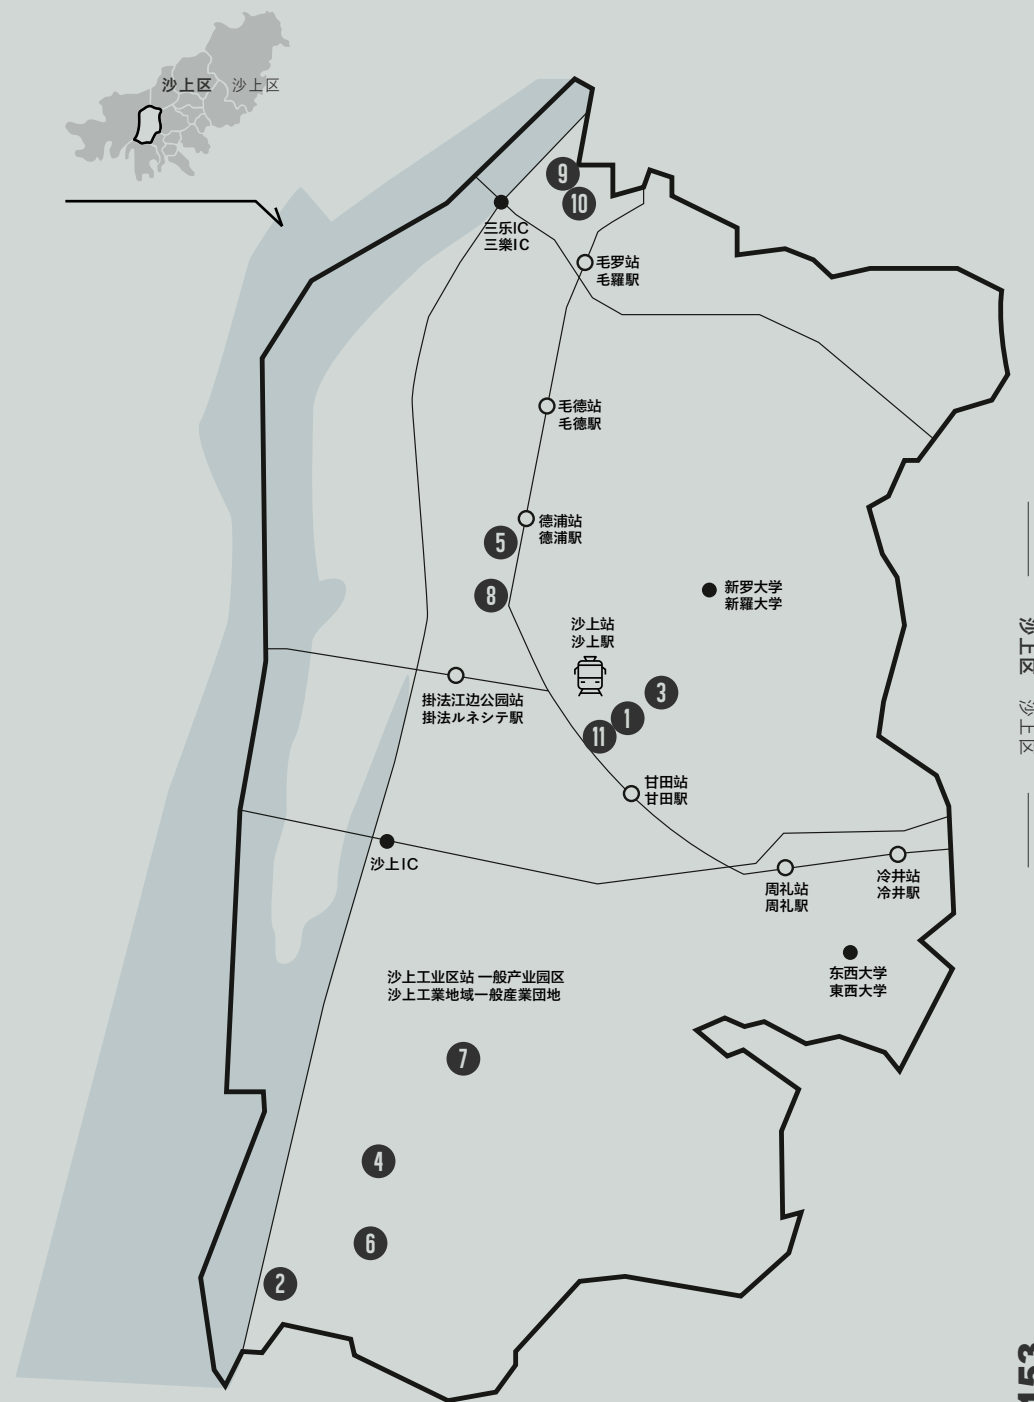 沙上区 沙上区
9
10
三乐IC
三樂IC
毛罗站
毛羅駅
毛德站
毛德駅
德浦站
德浦駅
5
8
新罗大学
新羅大学
沙上站
沙上駅
掛法江边公园站
掛法ルネシテ駅
3
1
11
甘田站
甘田駅
沙上IC
周礼站
周礼駅
冷井站
冷井駅
东西大学
東西大学
沙上工业区站 一般产业园区
沙上工業地域一般産業団地
7
4
6
2
沙上区 沙上区
153